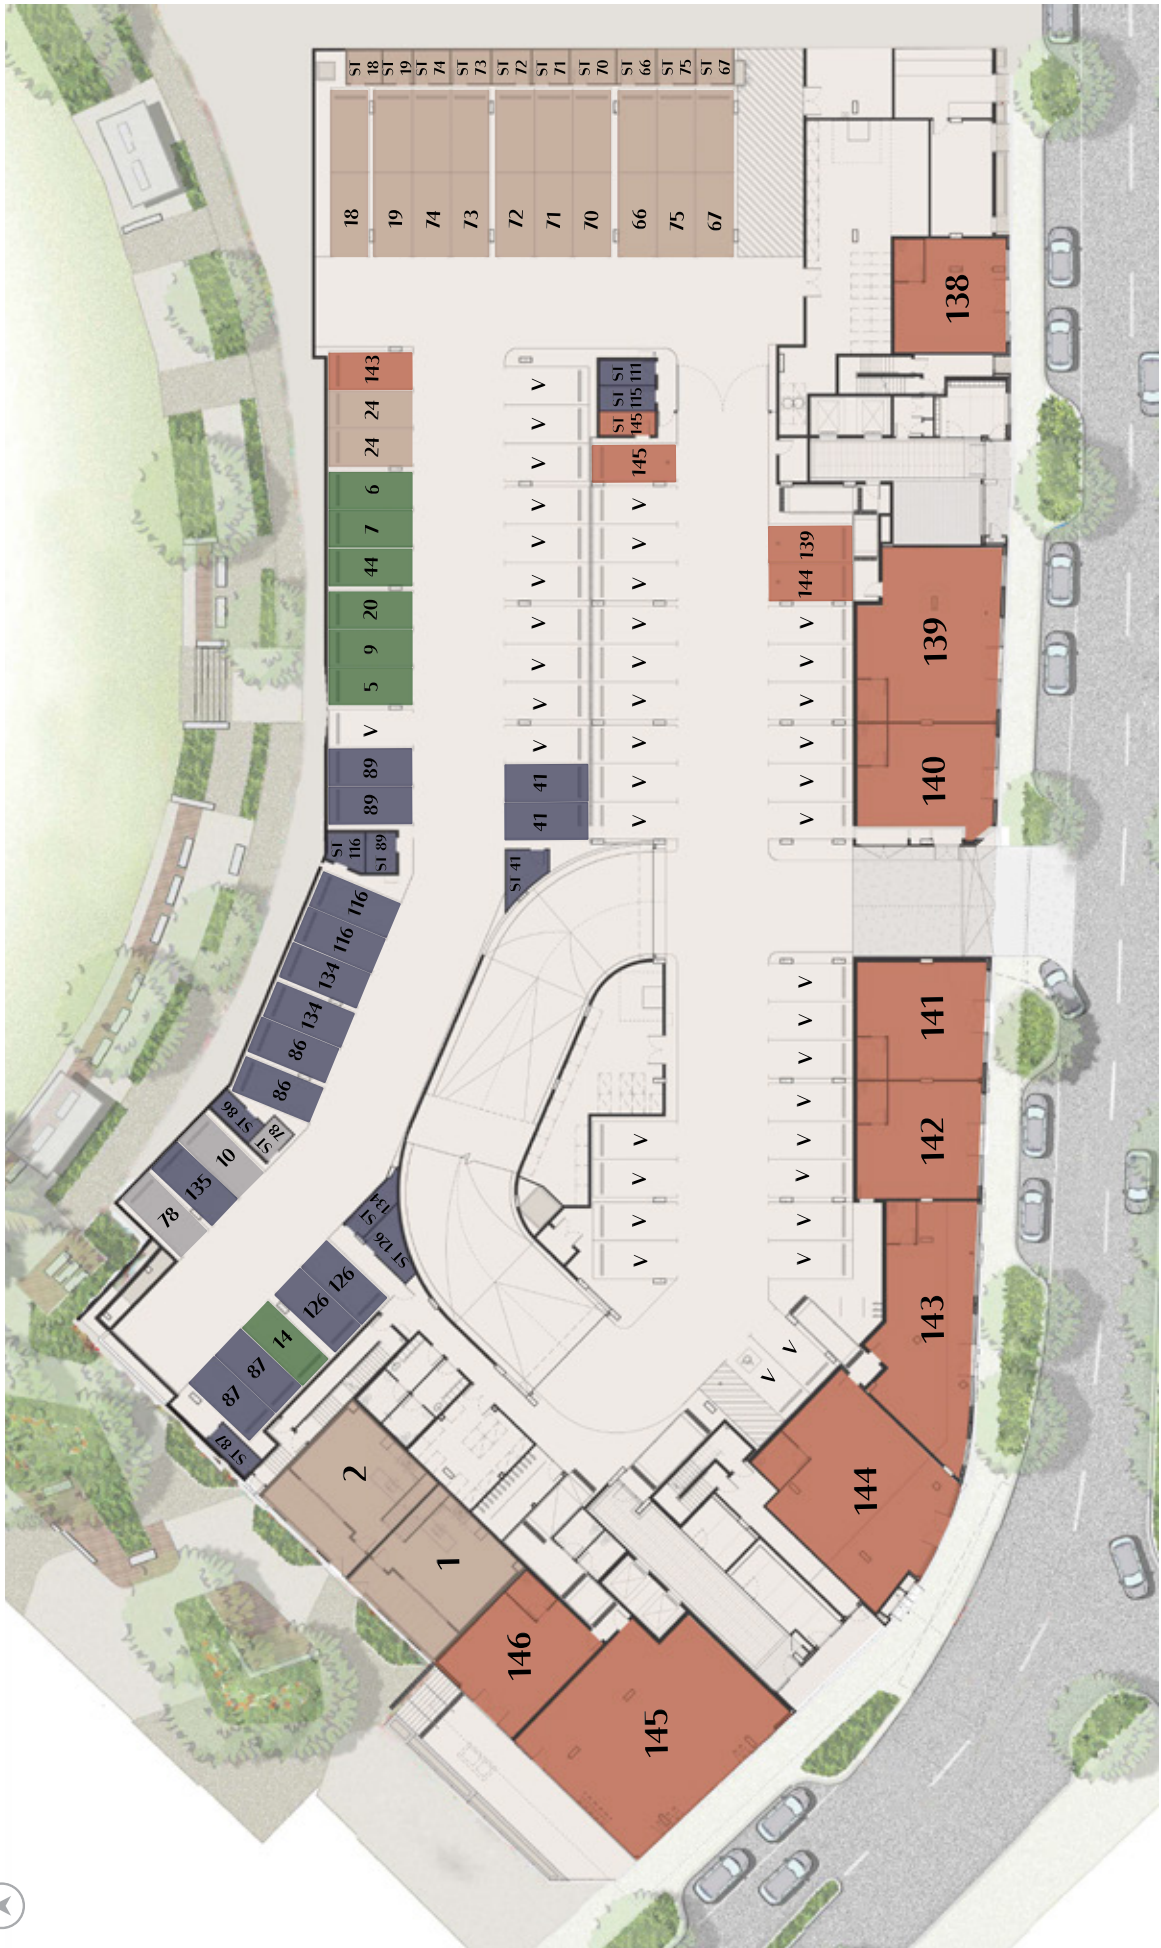 ST 18
ST 19
ST 74
ST 73
ST 72
ST 71
ST 70
ST 66
ST 75
ST 67
18
19
74
73
72
71
70
66
75
67
138
143
24
24
6
7
44
20
9
5
V
89
89
ST 116
ST 89
V
V
V
V
V
V
V
V
V
V
41
41
ST 41
ST 111
ST 115
ST 145
145
V
V
V
V
V
V
V
V
V
139
144
V
V
V
V
V
V
139
140
116
116
134
134
86
86
ST 86
ST 78
10
135
78
ST 134
ST 126
126
126
14
87
87
ST 87
V
V
V
V
V
V
V
V
V
V
V
V
V
V
141
142
143
144
2
1
146
145